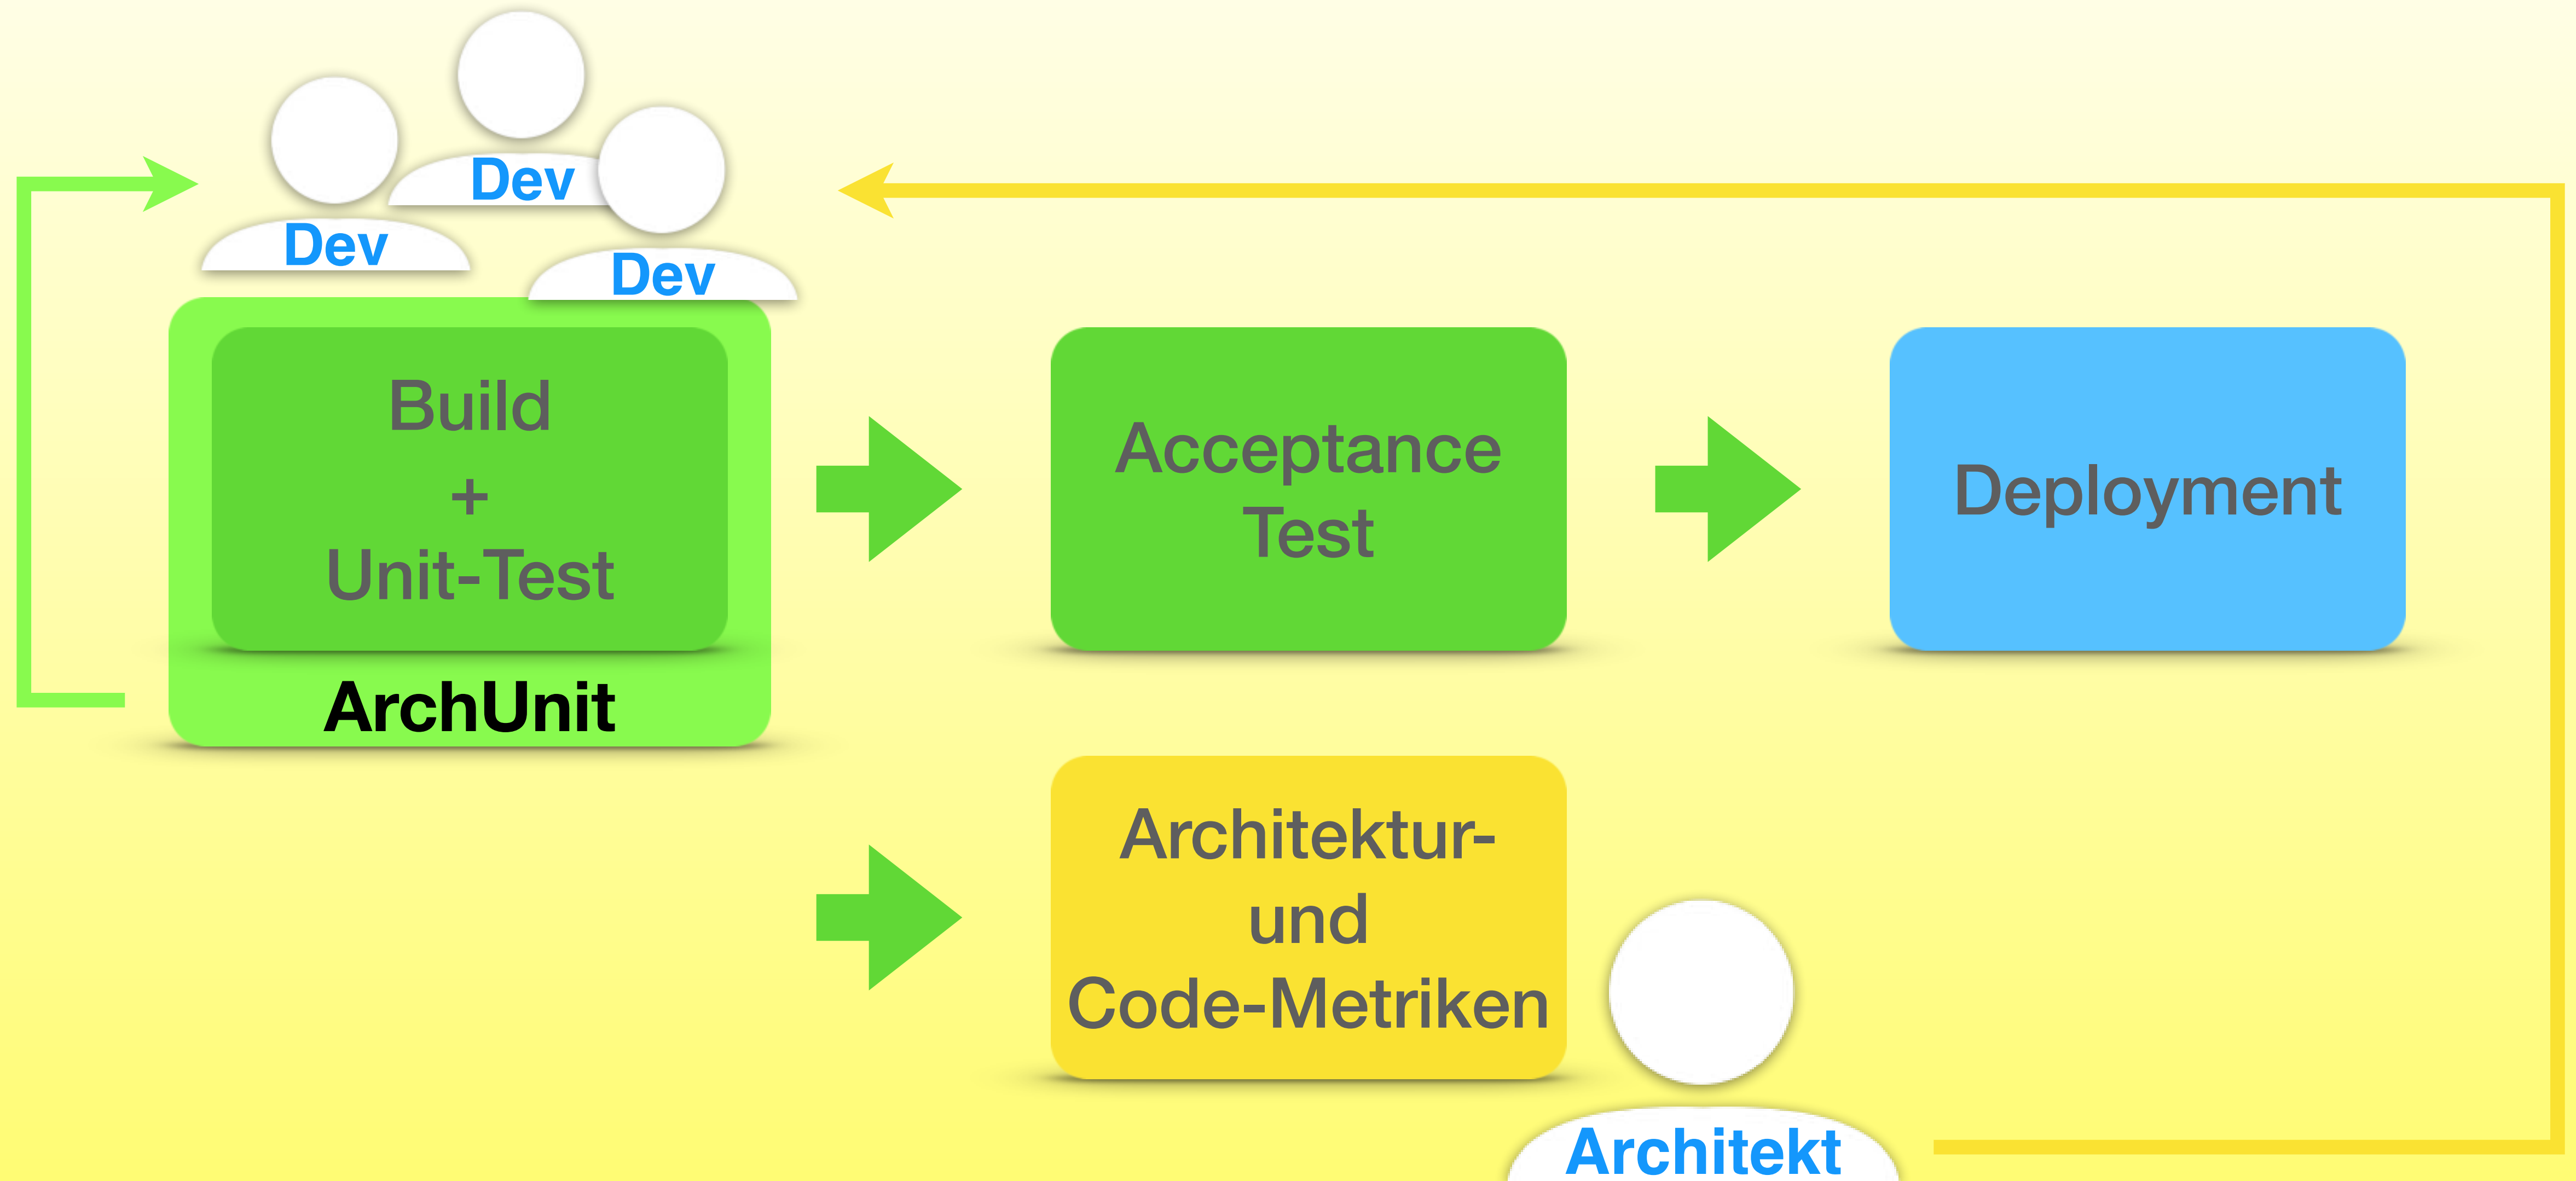 Dev
Dev
Dev
Build
+
Unit-Test
ArchUnit
Acceptance
Test
Deployment
Architektur-
und
Code-Metriken
Architekt